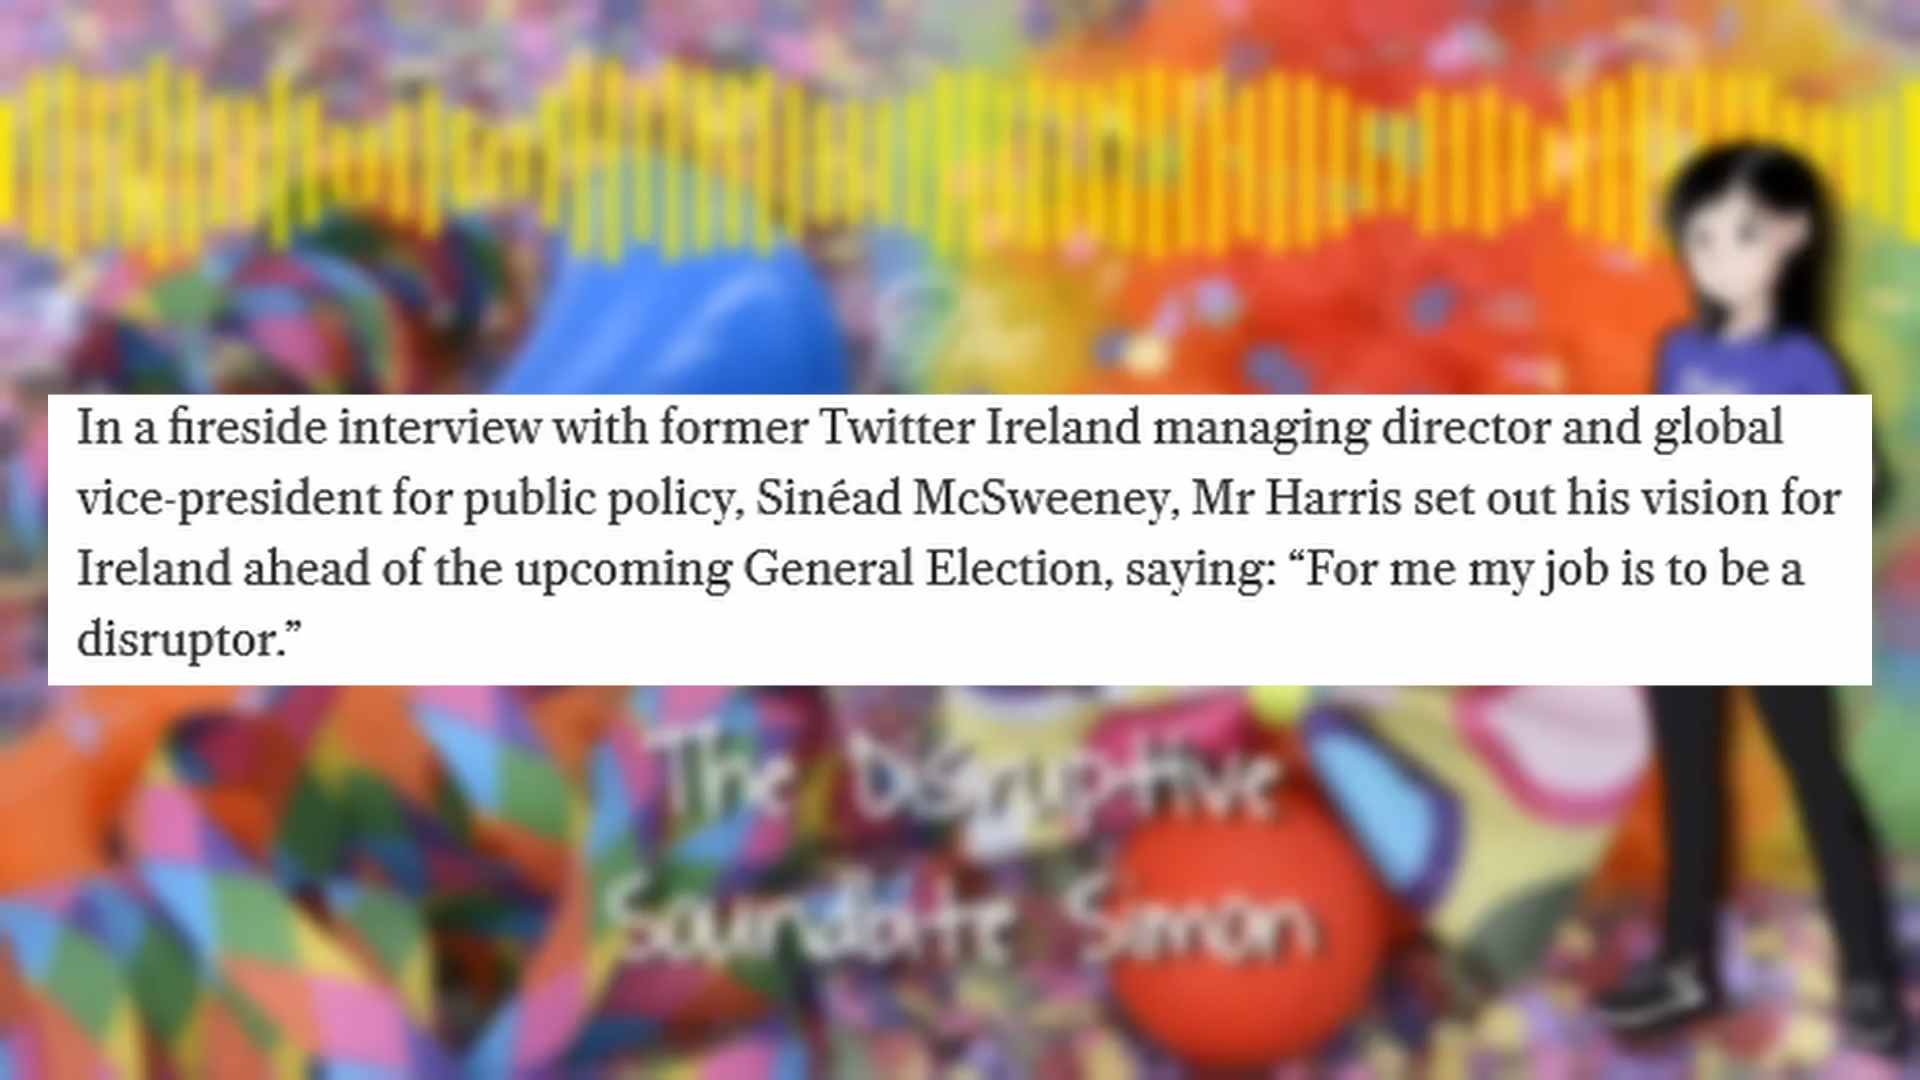 In a fireside interview with former Twitter Ireland managing director and global
vice-president for public policy, Sinéad McSweeney, Mr Harris set out his vision for
Ireland ahead of the upcoming General Election, saying: “For me my job is to be a
disruptor.”
The Disruptive
Soundbite Simon